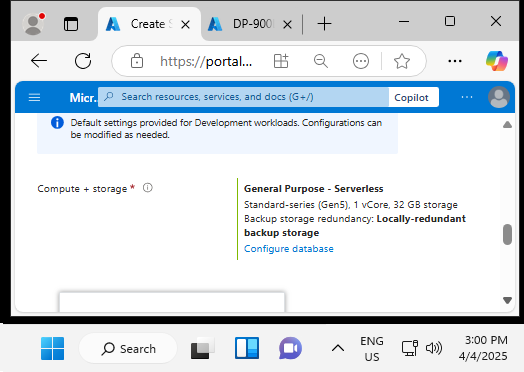 Create S
DP-900
https://portal...
Micr.
Search resources, services, and docs (G+/)
Copilot
Default settings provided for Development workloads. Configurations can
be modified as needed.
Compute + storage *
General Purpose - Serverless
Standard-series (Gen5), 1 vCore, 32 GB storage
Backup storage redundancy: Locally-redundant
backup storage
Configure database
Search
ENG
US
3:00 PM
4/4/2025